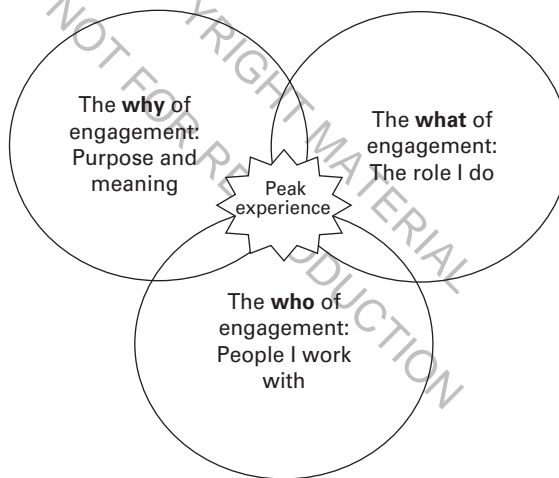 The why of
engagement:
Purpose and
meaning
The what of
engagement:
The role I do
Peak
experience
The who of
engagement:
People I work
with
NOT FOR REPRODUCTION
YRIGHT MATERIAL